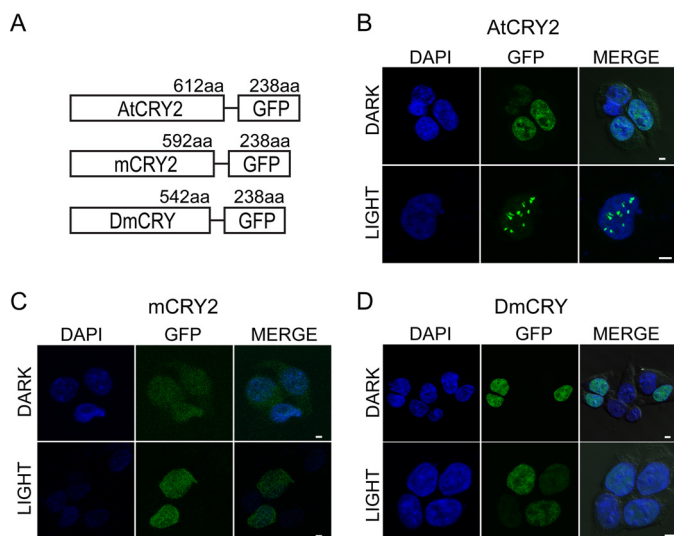 A
612aa 238aa
AtCRY2 GFP
592aa 238aa
mCRY2 GFP
542aa 238aa
DmCRY GFP
B
AtCRY2
DAPI GFP MERGE
DARK
LIGHT
C
mCRY2
DAPI GFP MERGE
DARK
LIGHT
D
DmCRY
DAPI GFP MERGE
DARK
LIGHT